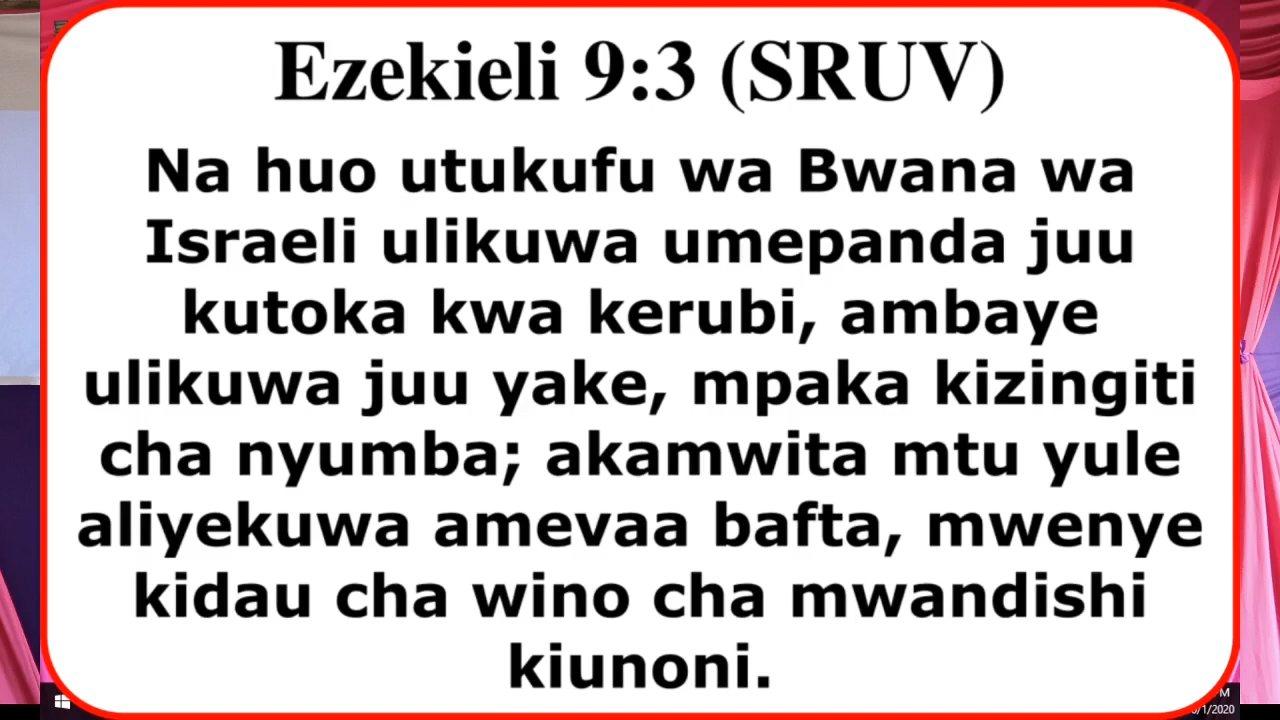 Ezekieli 9:3 (SRUV)
Na huo utukufu wa Bwana wa
Israeli ulikuwa umepanda juu
kutoka kwa kerubi, ambaye
ulikuwa juu yake, mpaka kizingiti
cha nyumba; akamwita mtu yule
aliyekuwa amevaa bafta, mwenye
kidau cha wino cha mwandishi
kiunoni.
M
/1/2020